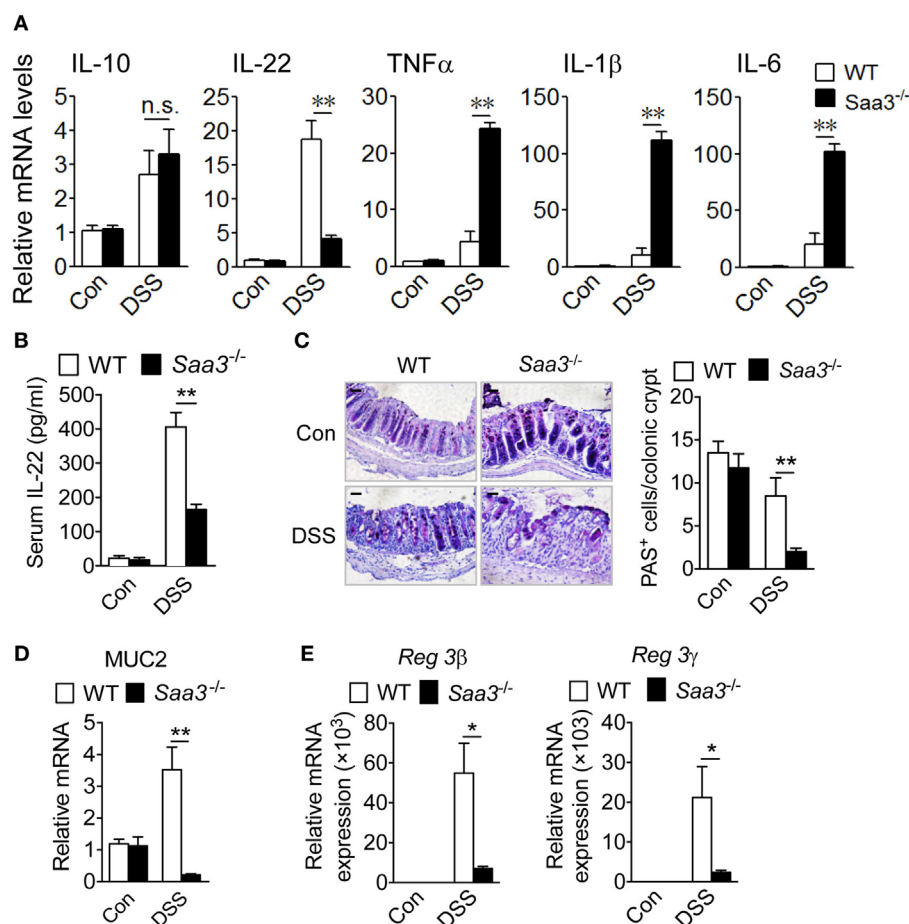 A
IL-10 IL-22 TNFα IL-1β IL-6
WT
Saa3-/-
Relative mRNA levels
6 5 4 3 2 1 0
n.s.
Con DSS
25 20 15 10 5 0
**
Con DSS
30 20 10 0
**
Con DSS
150 100 50 0
**
Con DSS
150 100 50 0
**
Con DSS
B
WT Saa3-/-
Serum IL-22 (pg/ml)
500 400 300 200 100 0
**
Con DSS
C
WT Saa3-/-
Con
DSS
WT Saa3-/-
PAS+ cells/colonic crypt
20 15 10 5 0
**
Con DSS
D
MUC2
WT Saa3-/-
Relative mRNA
5 4 3 2 1 0
**
Con DSS
E
Reg 3β
WT Saa3-/-
Relative mRNA
expression (×10³)
80 60 40 20 0
*
Con DSS
Reg 3γ
WT Saa3-/-
Relative mRNA
expression (×103)
40 30 20 10 0
*
Con DSS